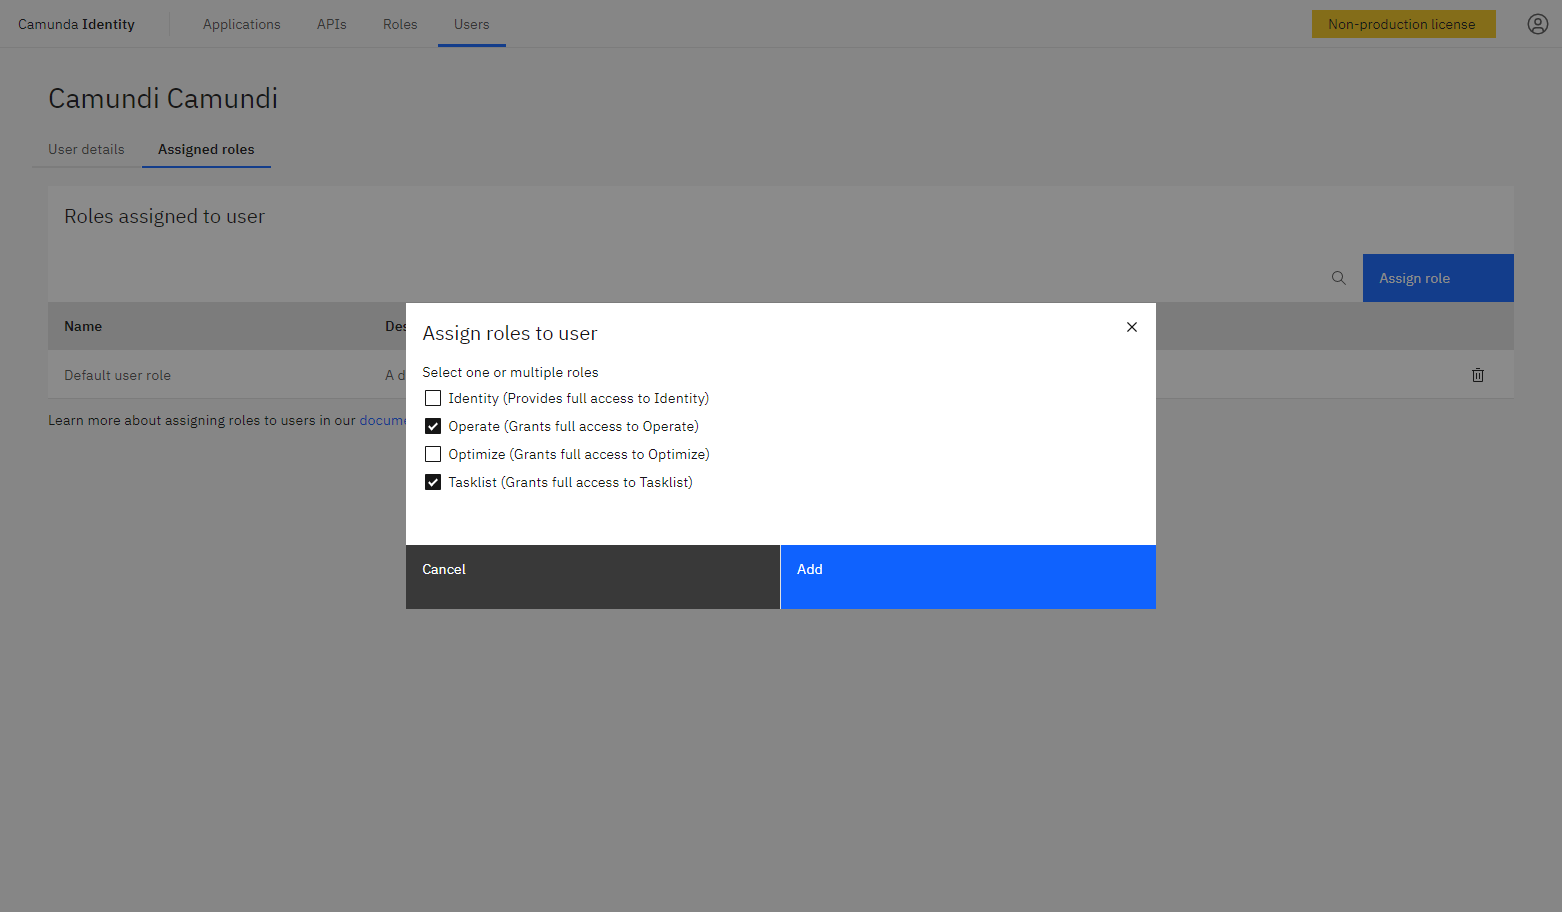 Camunda Identity Applications APIs Roles Users Non-production license
Camundi Camundi
User details Assigned roles
Roles assigned to user
Assign role
Name
Default user role A d
Learn more about assigning roles to users in our
Assign roles to user
Select one or multiple roles
Identity (Provides full access to Identity)
Operate (Grants full access to Operate)
Optimize (Grants full access to Optimize)
Tasklist (Grants full access to Tasklist)
Cancel Add